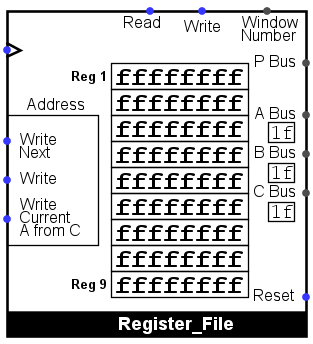 Read
Write
Window
Number
P Bus
Reg 1
ffffffff
ffffffff
Address
A Bus
ffffffff
1f
Write
Next
ffffffff
B Bus
1f
Write
ffffffff
C Bus
ffffffff
1f
Write
Current
A from C
ffffffff
ffffffff
Reg 9
ffffffff
Reset
Register_File